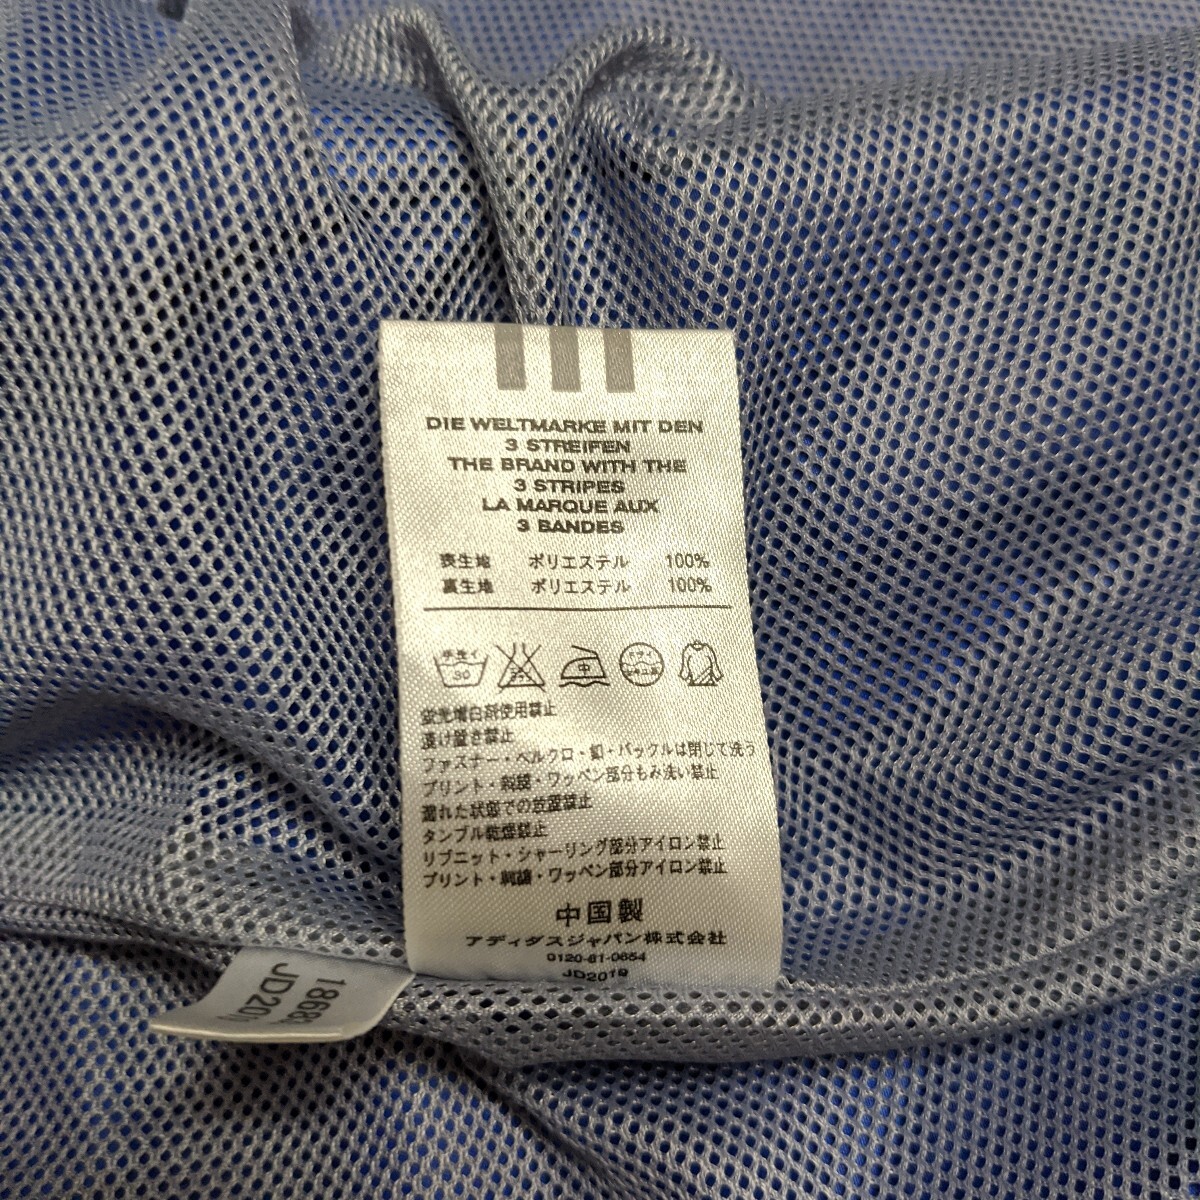 DIE WELTMARKE MIT DEN
3 STREIFEN
THE BRAND WITH THE
3 STRIPES
LA MARQUE AUX
3 BANDES
表生地 ポリエステル 100%
裏生地 ポリエステル 100%
30 中
蛍光増白剤使用禁止
漬け置き禁止
ファスナー・ベルクロ・釦・バックルは閉じて洗う
プリント・刺繍・ワッペン部分もみ洗い禁止
濡れた状態での放置禁止
タンブル乾燥禁止
リブニット・シャーリング部分アイロン禁止
プリント・刺繍・ワッペン部分アイロン禁止
中国製
アディダスジャパン株式会社
0120-81-0654
JD2019